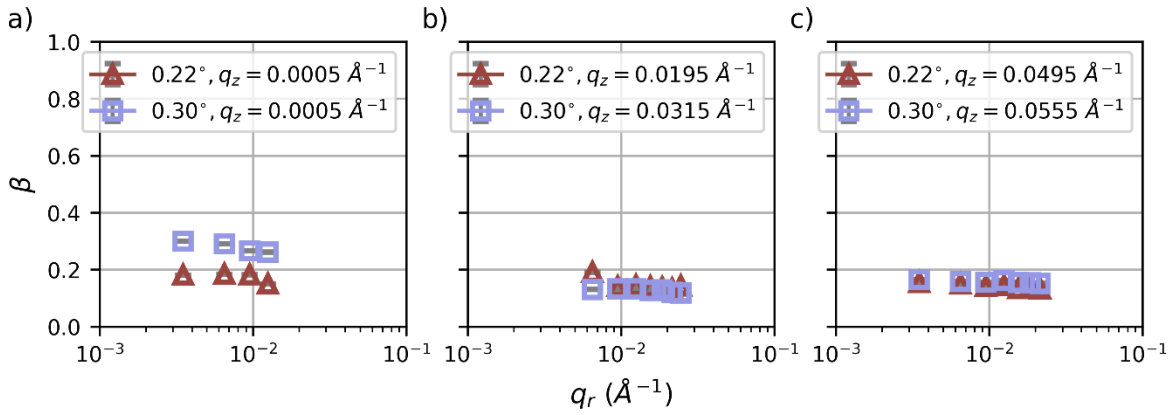 a)
b)
c)
1.0
0.8
0.6
0.4
0.2
0.0
β
0.22°, q_z = 0.0005 Å⁻¹
0.30°, q_z = 0.0005 Å⁻¹
0.22°, q_z = 0.0195 Å⁻¹
0.30°, q_z = 0.0315 Å⁻¹
0.22°, q_z = 0.0495 Å⁻¹
0.30°, q_z = 0.0555 Å⁻¹
10⁻³ 10⁻² 10⁻¹
10⁻³ 10⁻² 10⁻¹
10⁻³ 10⁻² 10⁻¹
q_r (Å⁻¹)